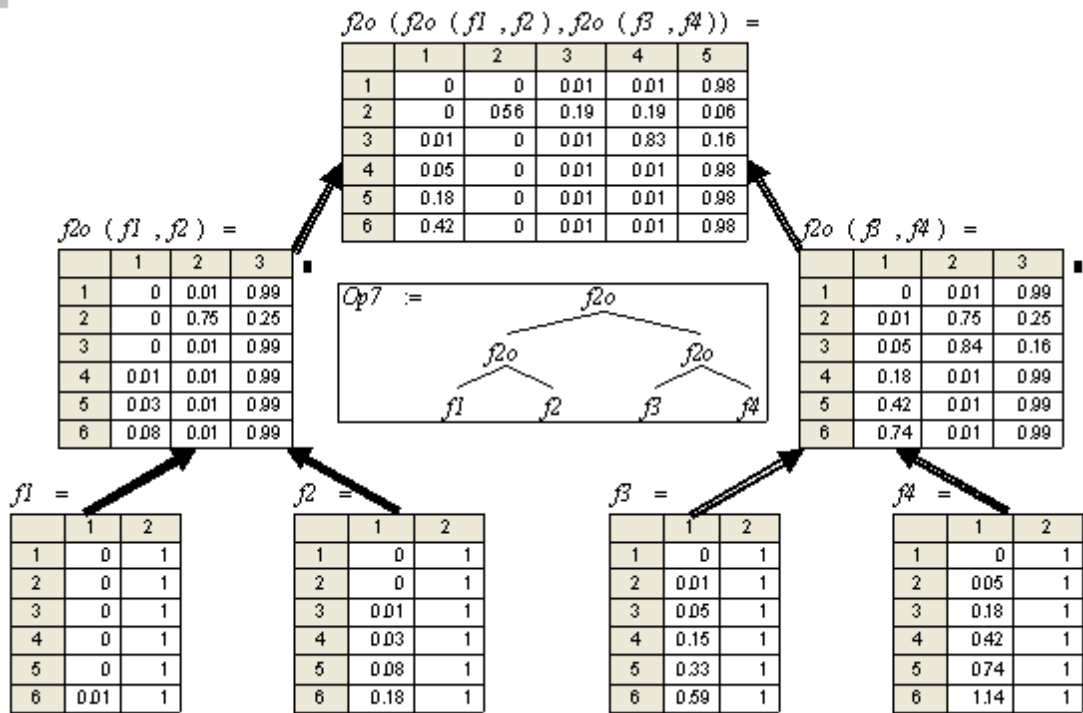 f2o (f2o (f1 ,f2),f2o (f3 ,f4)) =
1 2 3 4 5
1 0 0 0.01 0.01 0.98
2 0 0.56 0.19 0.19 0.06
3 0.01 0 0.01 0.83 0.16
4 0.05 0 0.01 0.01 0.98
5 0.18 0 0.01 0.01 0.98
6 0.42 0 0.01 0.01 0.98
f2o (f1 ,f2) =
1 2 3
1 0 0.01 0.99
2 0 0.75 0.25
3 0 0.01 0.99
4 0.01 0.01 0.99
5 0.03 0.01 0.99
6 0.08 0.01 0.99
Op7 := f2o
f2o f2o
f1 f2 f3 f4
f2o (f3 ,f4) =
1 2 3
1 0 0.01 0.99
2 0.01 0.75 0.25
3 0.05 0.84 0.16
4 0.18 0.01 0.99
5 0.42 0.01 0.99
6 0.74 0.01 0.99
f1 =
1 2
1 0 1
2 0 1
3 0 1
4 0 1
5 0 1
6 0.01 1
f2 =
1 2
1 0 1
2 0 1
3 0.01 1
4 0.03 1
5 0.08 1
6 0.18 1
f3 =
1 2
1 0 1
2 0.01 1
3 0.05 1
4 0.15 1
5 0.33 1
6 0.59 1
f4 =
1 2
1 0 1
2 0.05 1
3 0.18 1
4 0.42 1
5 0.74 1
6 1.14 1